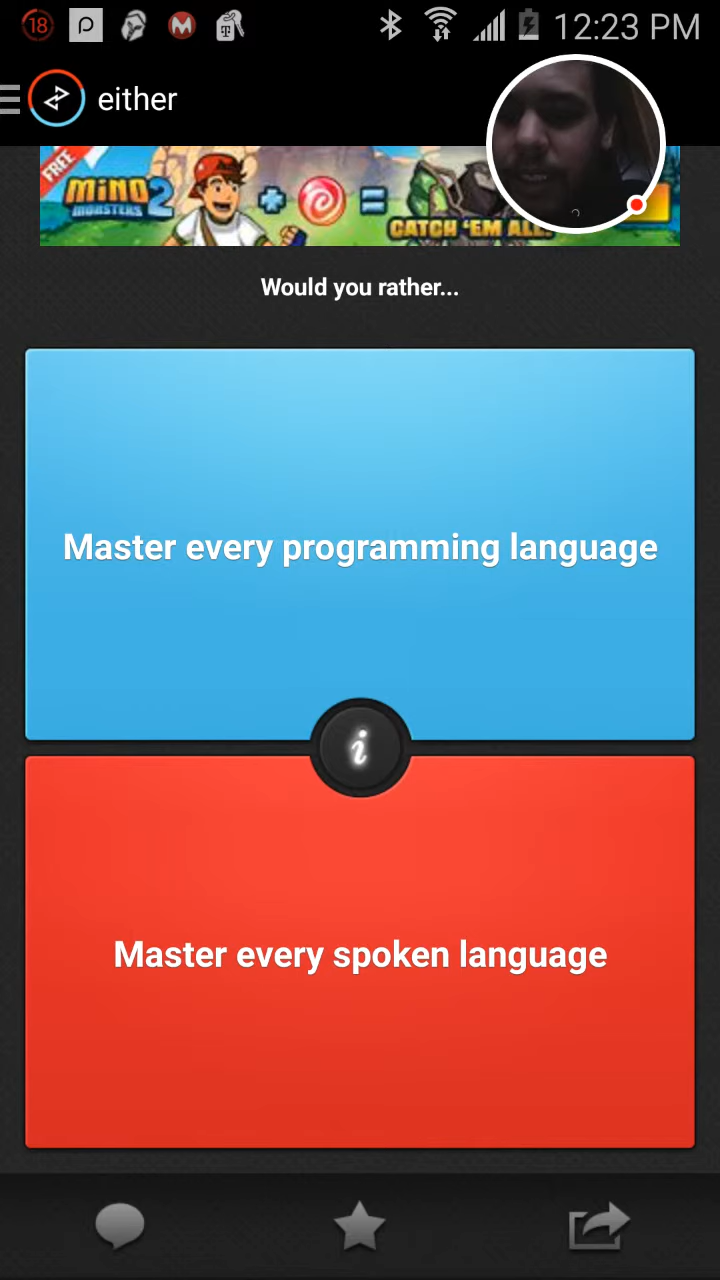 18
12:23 PM
either
FREE
MIND
MONSTERS 2
CATCH 'EM ALL!
Would you rather...
Master every programming language
i
Master every spoken language